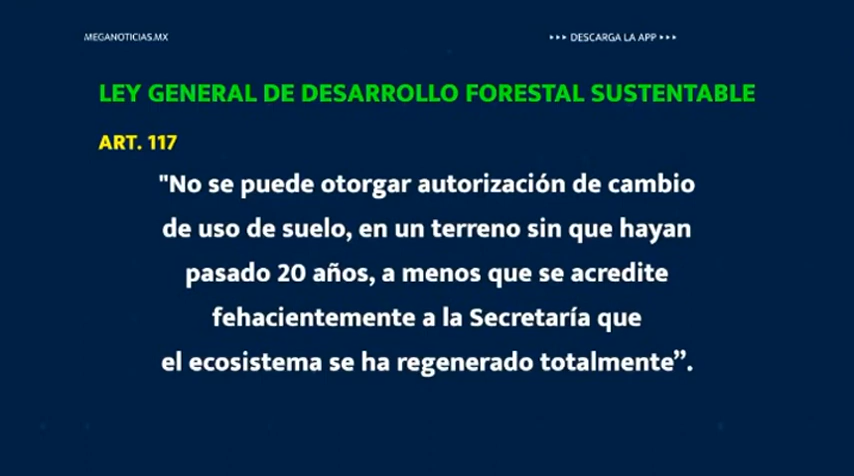 MEGANOTICIAS.MX
DESCARGA LA APP
LEY GENERAL DE DESARROLLO FORESTAL SUSTENTABLE
ART. 117
"No se puede otorgar autorización de cambio
de uso de suelo, en un terreno sin que hayan
pasado 20 años, a menos que se acredite
fehacientemente a la Secretaría que
el ecosistema se ha regenerado totalmente”.